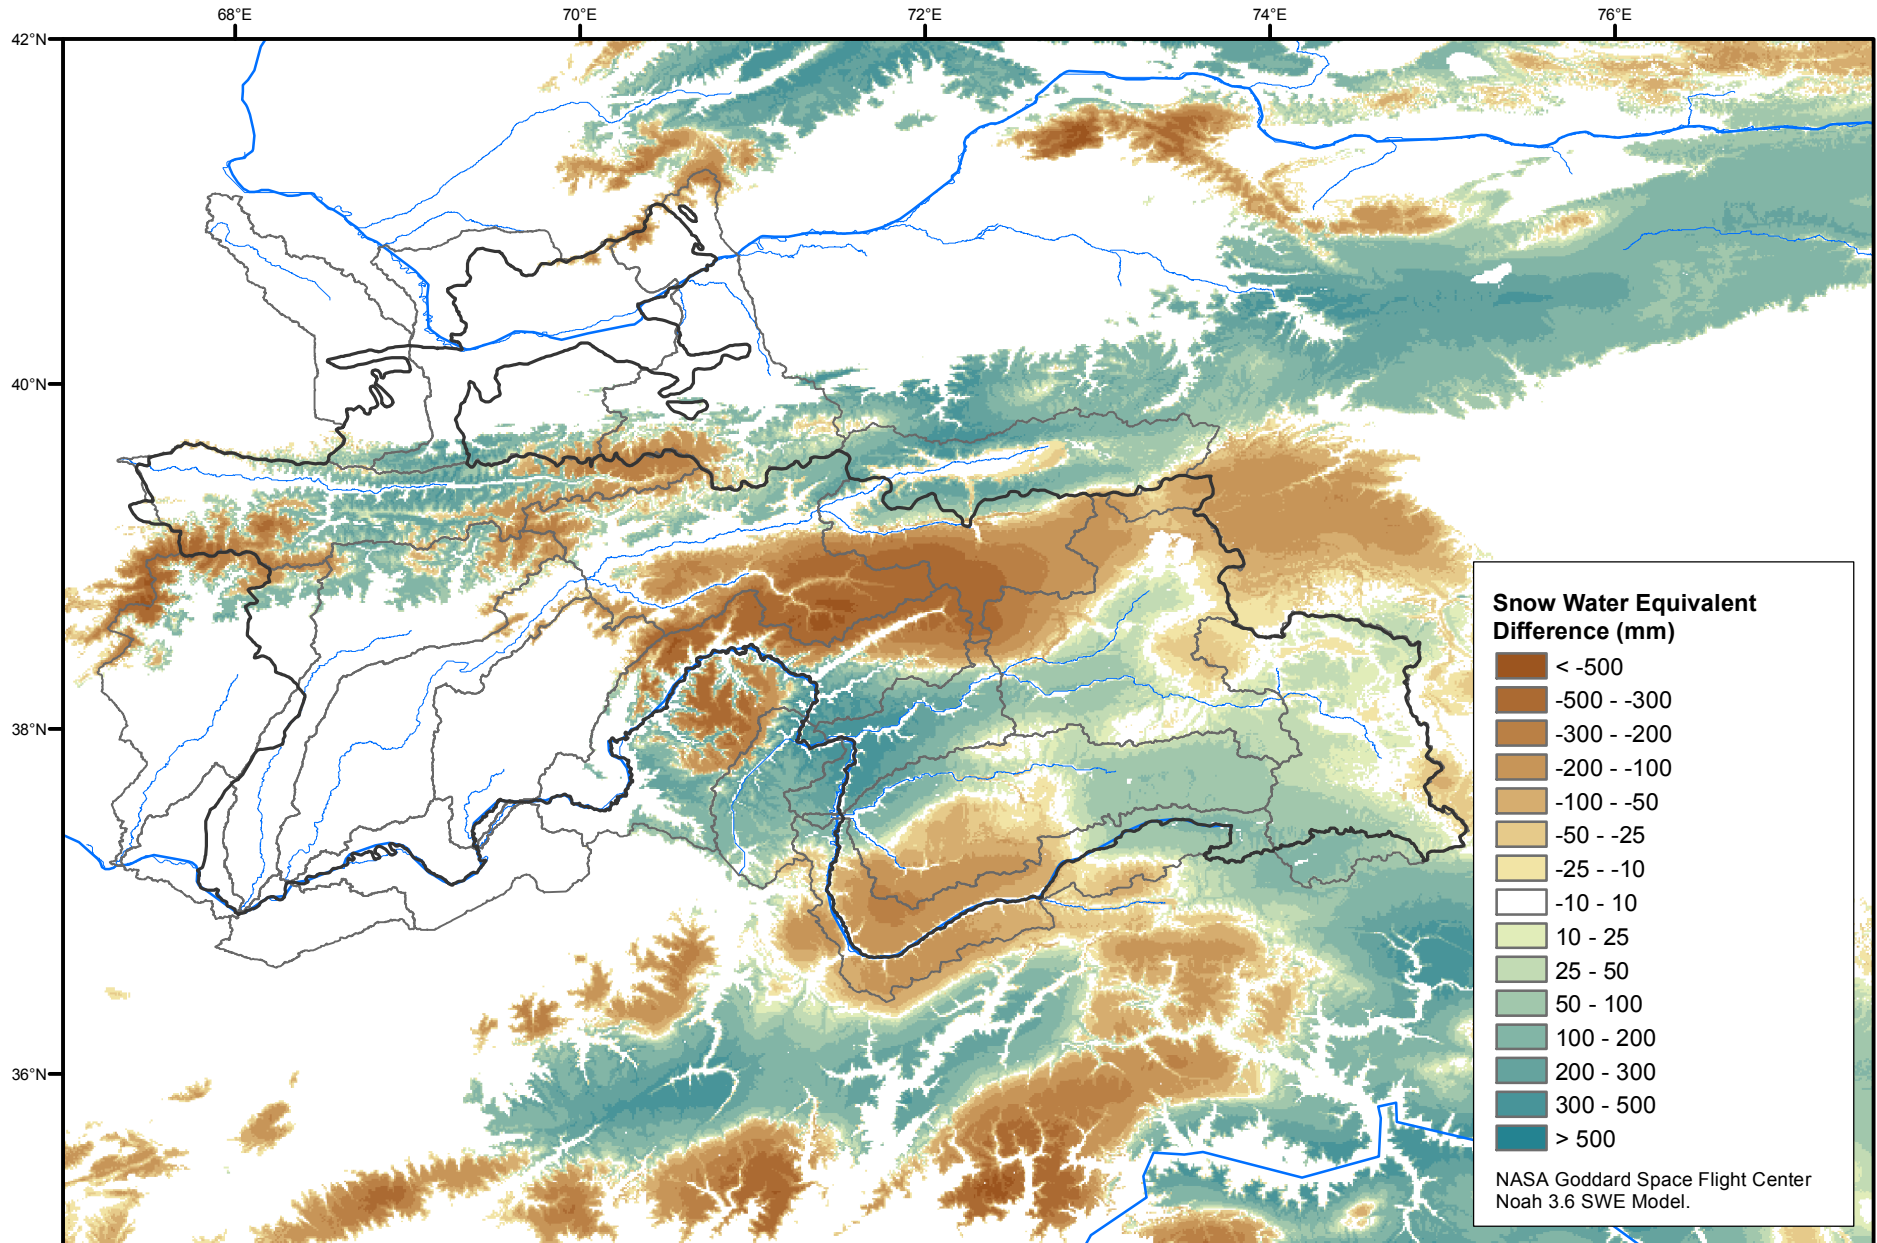 68°E 70°E 72°E 74°E 76°E
42°N
40°N
38°N
36°N
Snow Water Equivalent
Difference (mm)
< -500
-500 - -300
-300 - -200
-200 - -100
-100 - -50
-50 - -25
-25 - -10
-10 - 10
10 - 25
25 - 50
50 - 100
100 - 200
200 - 300
300 - 500
> 500
NASA Goddard Space Flight Center
Noah 3.6 SWE Model.